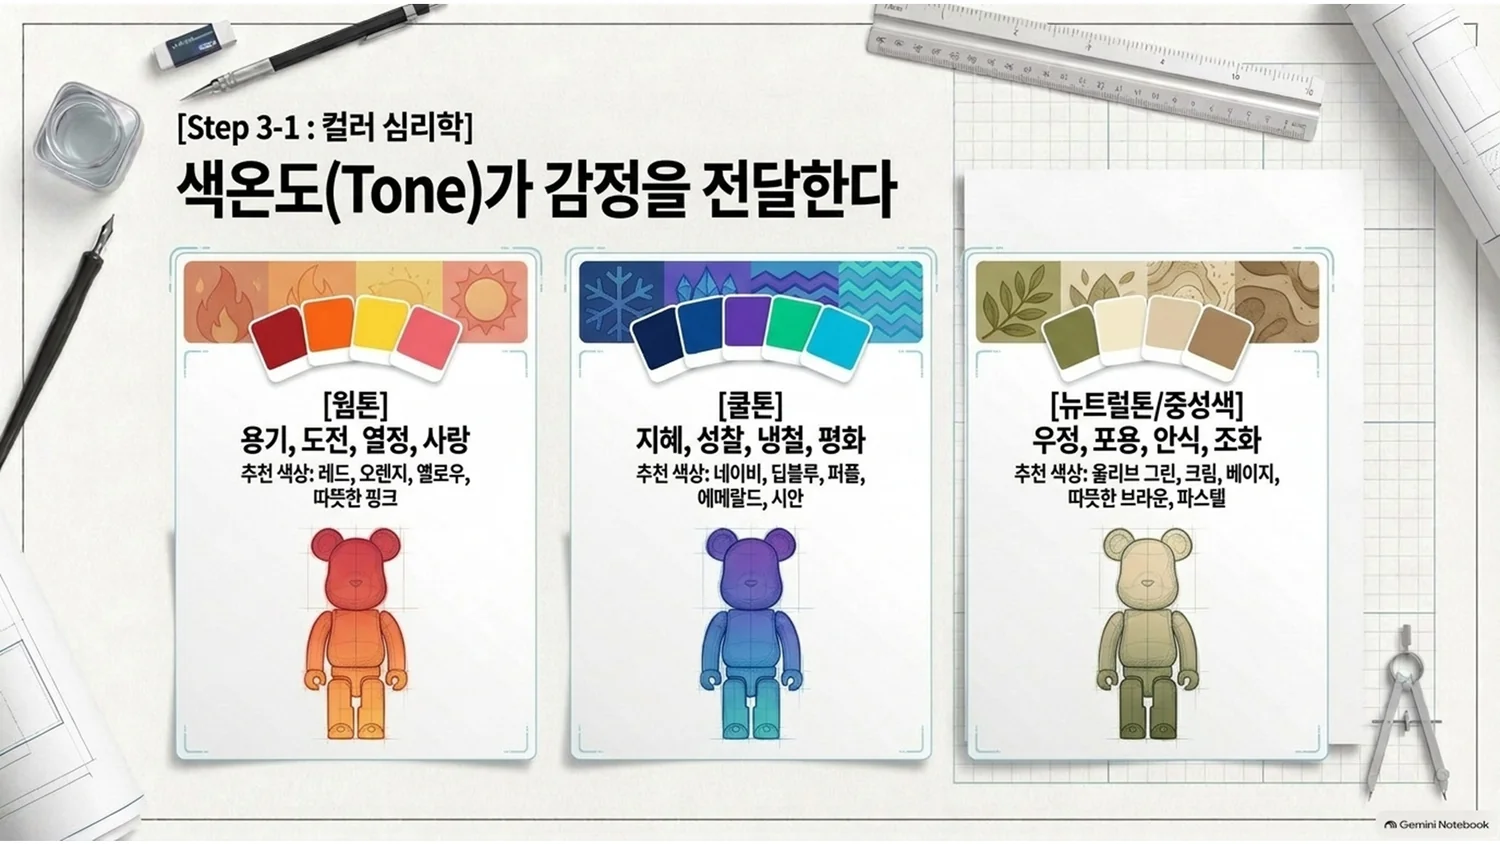 [Step 3-1 : 컬러 심리학]
색온도(Tone)가 감정을 전달한다
[웜톤]
용기, 도전, 열정, 사랑
추천 색상: 레드, 오렌지, 옐로우,
따뜻한 핑크
[쿨톤]
지혜, 성찰, 냉철, 평화
추천 색상: 네이비, 딥블루, 퍼플,
에메랄드, 시안
[뉴트럴톤/중성색]
우정, 포용, 안식, 조화
추천 색상: 올리브 그린, 크림, 베이지,
따뜻한 브라운, 파스텔
Gemini Notebook